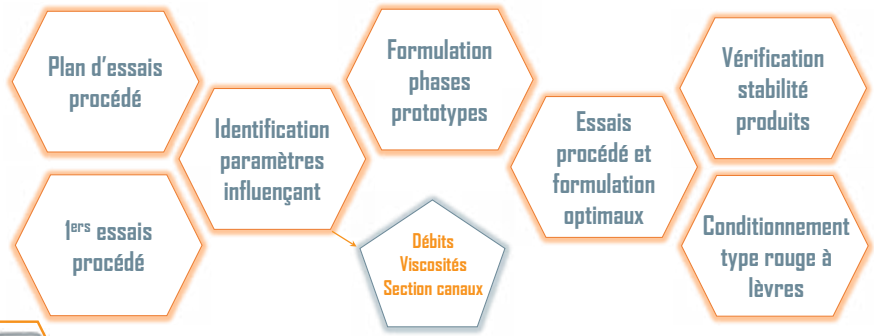 Plan d'essais
procédé
1ers essais
procédé
Identification
paramètres
influençant
Débits
Viscosités
Section canaux
Formulation
phases
prototypes
Essais
procédé et
formulation
optimaux
Vérification
stabilité
produits
Conditionnement
type rouge à
lèvres